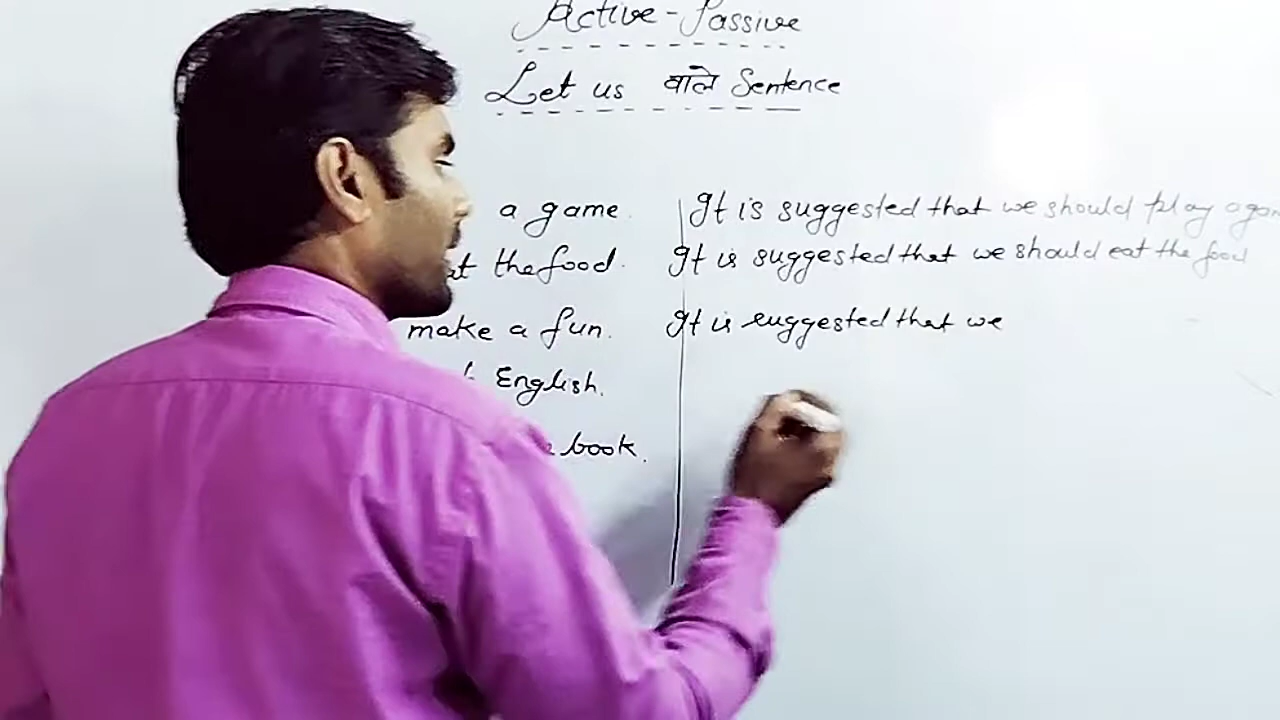 Active-Passive
Let us वाले Sentence
a game. It is suggested that we should play a
the food. It is suggested that we should eat the food
make a fun. It is suggested that we
English.
book.